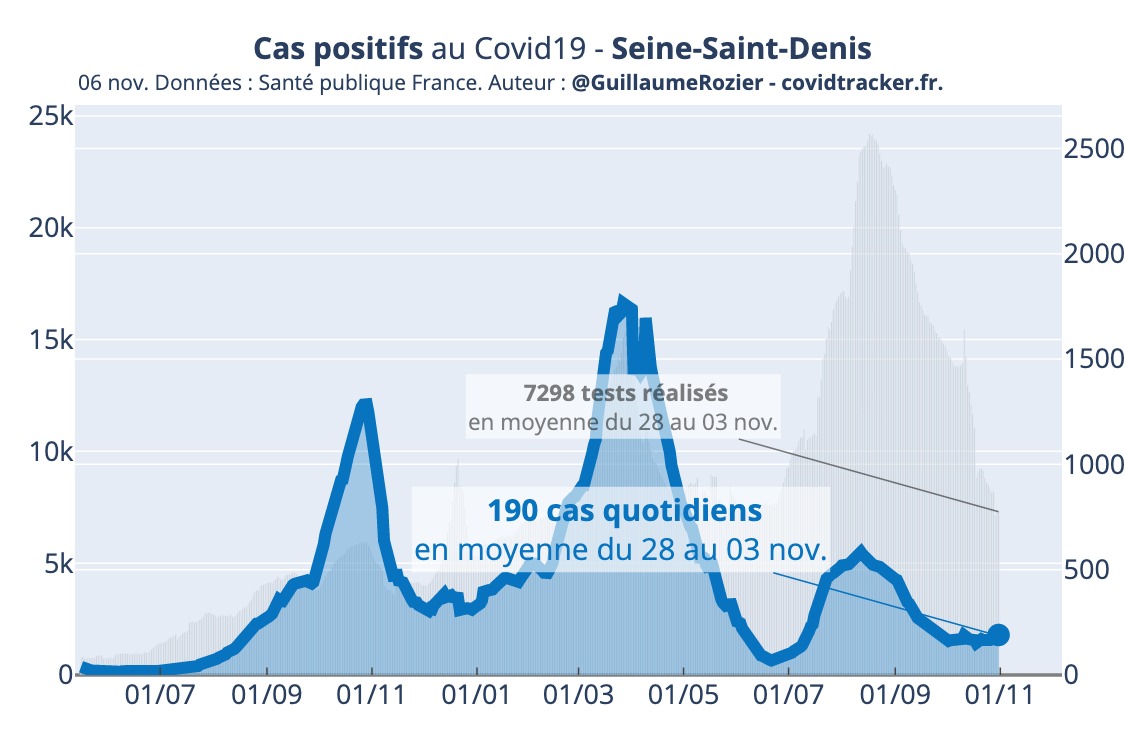 Cas positifs au Covid19 - Seine-Saint-Denis
06 nov. Données : Santé publique France. Auteur : @GuillaumeRozier - covidtracker.fr.
25k
20k
15k
10k
5k
0
2500
2000
1500
1000
500
0
7298 tests réalisés
en moyenne du 28 au 03 nov.
190 cas quotidiens
en moyenne du 28 au 03 nov.
01/07 01/09 01/11 01/01 01/03 01/05 01/07 01/09 01/11